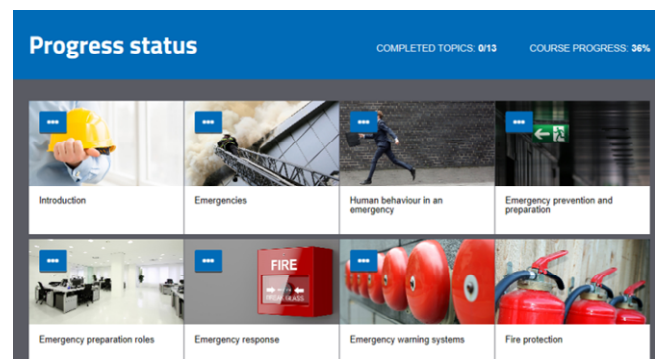 Progress status
COMPLETED TOPICS: 0/13
COURSE PROGRESS: 36%
Introduction
Emergencies
Human behaviour in an
emergency
Emergency prevention and
preparation
FIRE
Emergency preparation roles
Emergency response
Emergency warning systems
Fire protection